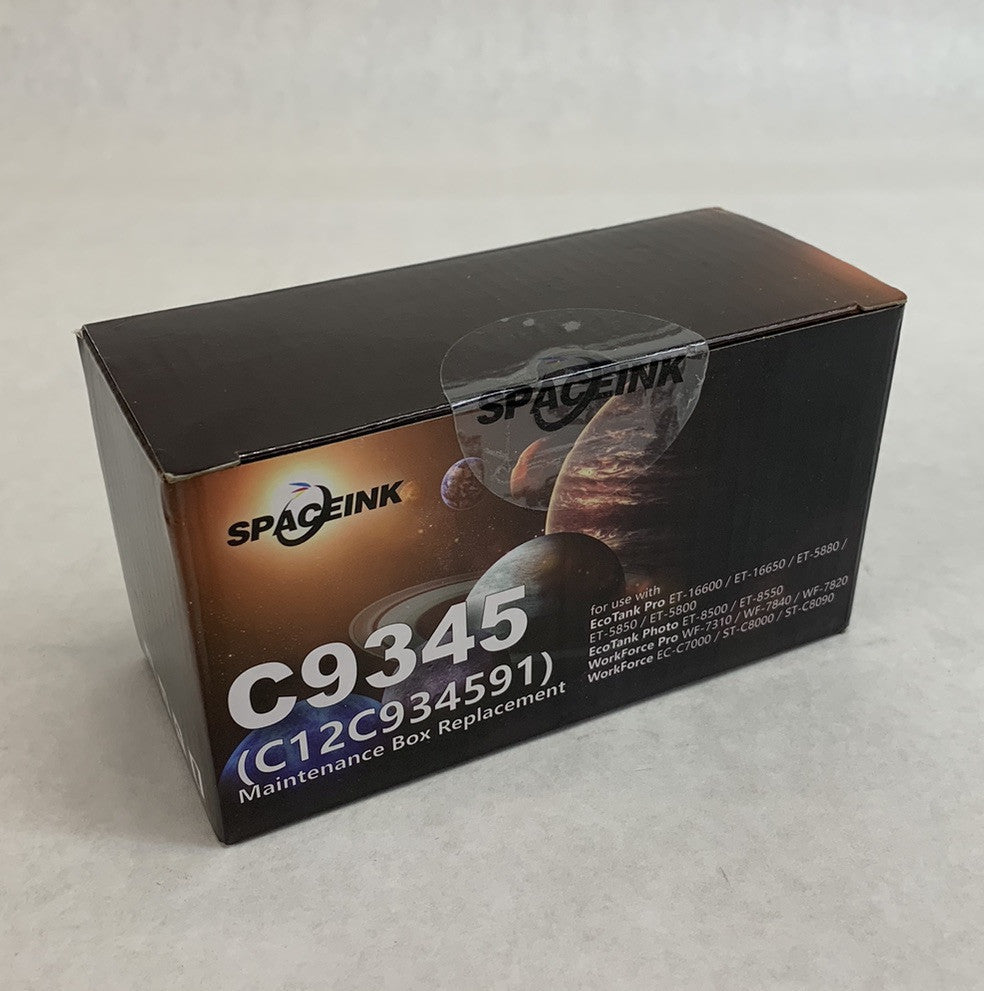 SPACEINK
SPACEINK
C9345
(C12C934591)
Maintenance Box Replacement
for use with
EcoTank Pro ET-16600 / ET-16650 / ET-5880 /
ET-5850 / ET-5800
EcoTank Photo ET-8500 / ET-8550
WorkForce Pro WF-7310 / WF-7840 / WF-7820
WorkForce EC-C7000 / ST-C8000 / ST-C8090